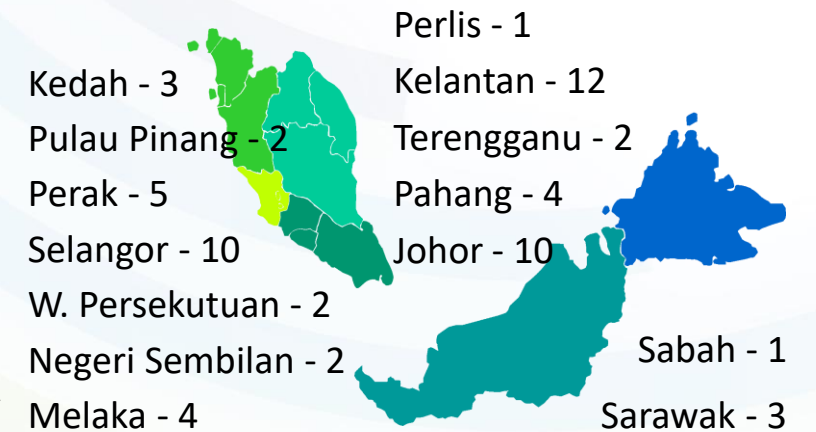 Kedah - 3
Pulau Pinang - 2
Perak - 5
Selangor - 10
W. Persekutuan - 2
Negeri Sembilan - 2
Melaka - 4
Perlis - 1
Kelantan - 12
Terengganu - 2
Pahang - 4
Johor - 10
Sabah - 1
Sarawak - 3